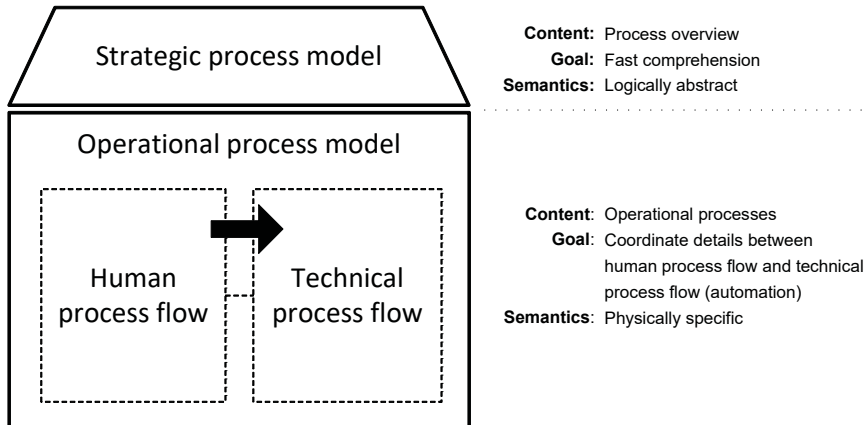 Strategic process model
Content: Process overview
Goal: Fast comprehension
Semantics: Logically abstract
Operational process model
Human
process flow
Technical
process flow
Content: Operational processes
Goal: Coordinate details between
human process flow and technical
process flow (automation)
Semantics: Physically specific